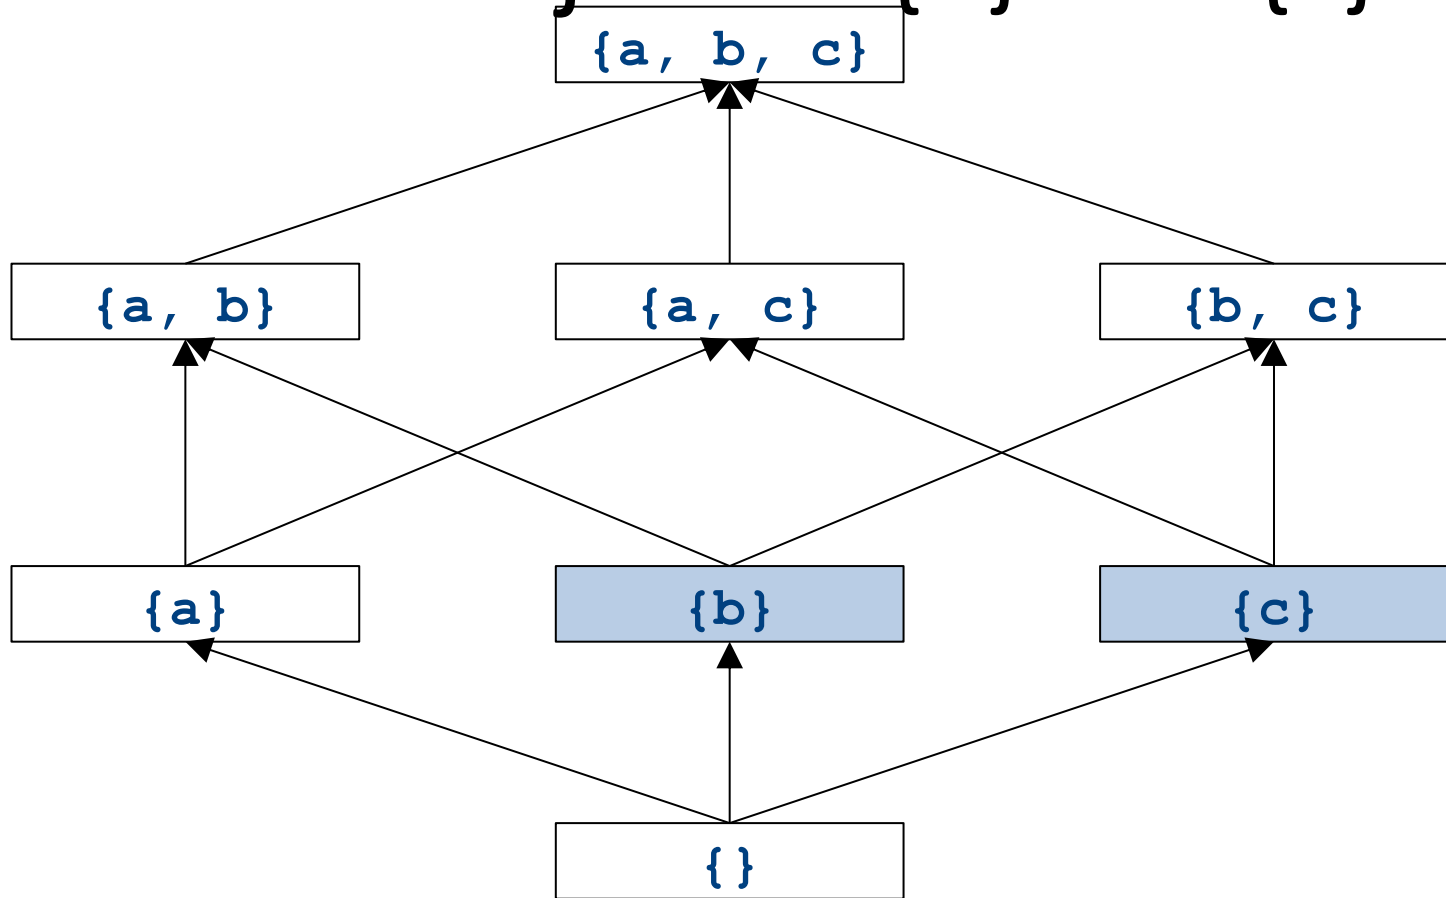 {a, b, c}
{a, b} {a, c} {b, c}
{a} {b} {c}
{}